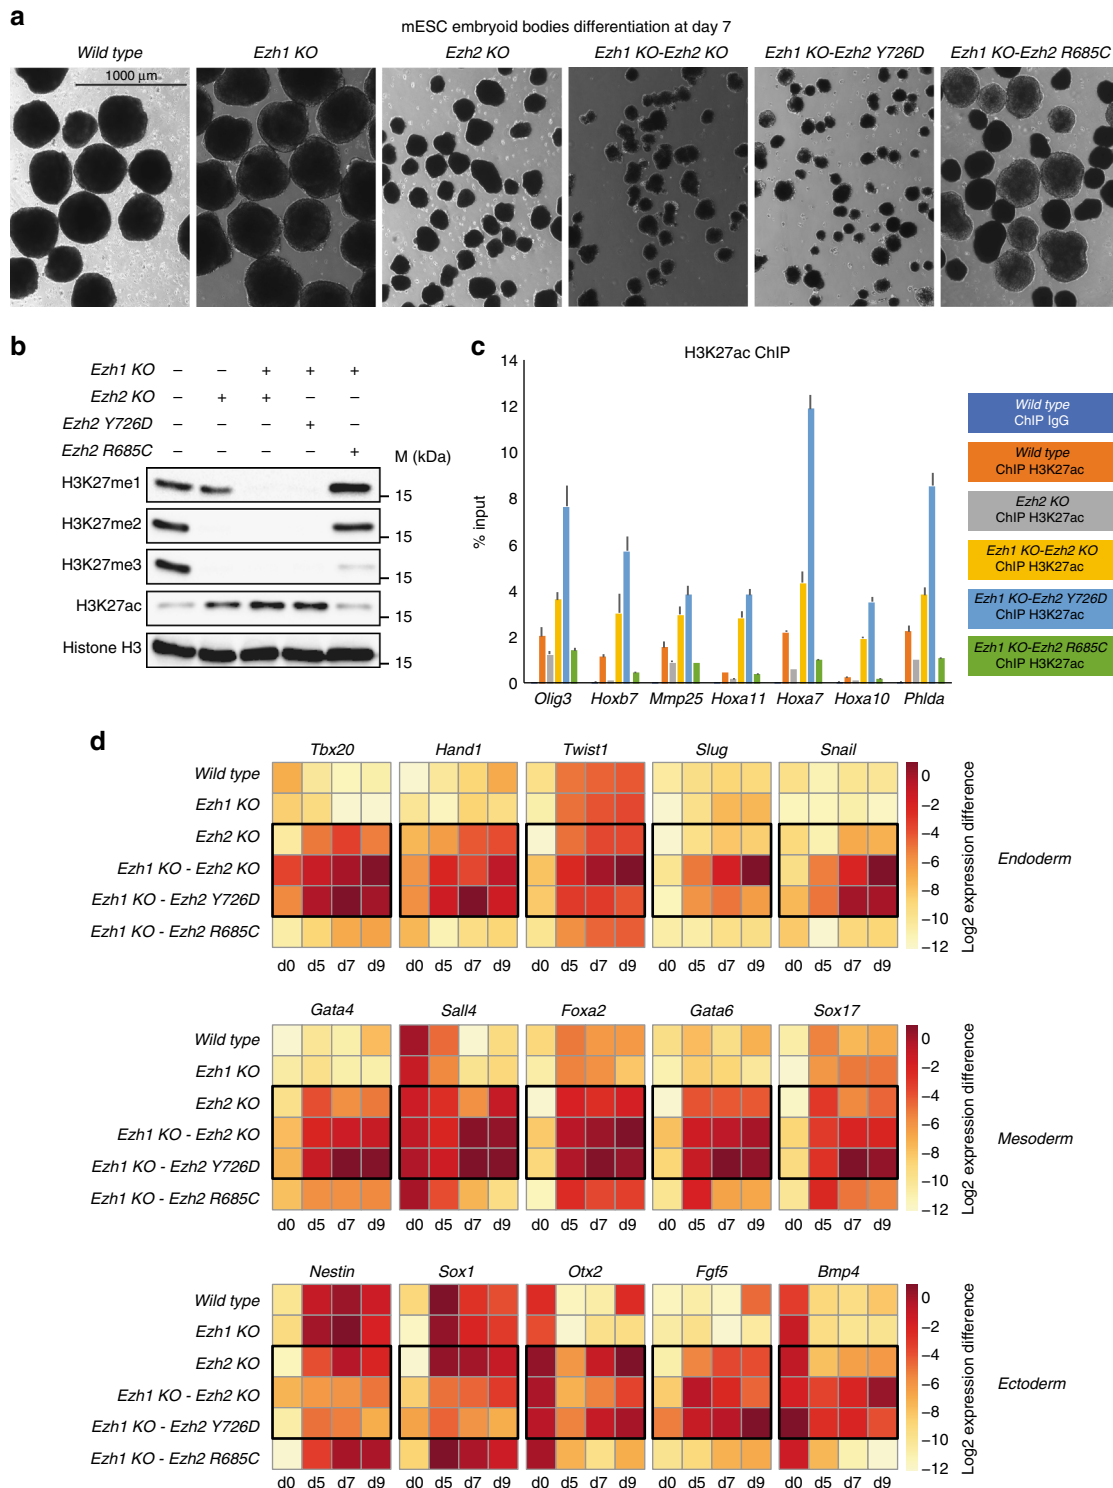 a
mESC embryoid bodies differentiation at day 7
Wild type Ezh1 KO Ezh2 KO Ezh1 KO-Ezh2 KO Ezh1 KO-Ezh2 Y726D Ezh1 KO-Ezh2 R685C
1000 µm
b
Ezh1 KO – – + + +
Ezh2 KO – + + – –
Ezh2 Y726D – – – + –
Ezh2 R685C – – – – +
M (kDa)
H3K27me1
15
H3K27me2
15
H3K27me3
15
H3K27ac
15
Histone H3
15
c
H3K27ac ChIP
% input
14
12
10
8
6
4
2
0
Olig3 Hoxb7 Mmp25 Hoxa11 Hoxa7 Hoxa10 Phlda
Wild type
ChIP IgG
Wild type
ChIP H3K27ac
Ezh2 KO
ChIP H3K27ac
Ezh1 KO-Ezh2 KO
ChIP H3K27ac
Ezh1 KO-Ezh2 Y726D
ChIP H3K27ac
Ezh1 KO-Ezh2 R685C
ChIP H3K27ac
d
Tbx20 Hand1 Twist1 Slug Snail
Wild type
Ezh1 KO
Ezh2 KO
Ezh1 KO - Ezh2 KO
Ezh1 KO - Ezh2 Y726D
Ezh1 KO - Ezh2 R685C
d0 d5 d7 d9 d0 d5 d7 d9 d0 d5 d7 d9 d0 d5 d7 d9 d0 d5 d7 d9
0
−2
−4
−6
−8
−10
−12
Log2 expression difference
Endoderm
Gata4 Sall4 Foxa2 Gata6 Sox17
Wild type
Ezh1 KO
Ezh2 KO
Ezh1 KO - Ezh2 KO
Ezh1 KO - Ezh2 Y726D
Ezh1 KO - Ezh2 R685C
d0 d5 d7 d9 d0 d5 d7 d9 d0 d5 d7 d9 d0 d5 d7 d9 d0 d5 d7 d9
0
−2
−4
−6
−8
−10
−12
Log2 expression difference
Mesoderm
Nestin Sox1 Otx2 Fgf5 Bmp4
Wild type
Ezh1 KO
Ezh2 KO
Ezh1 KO - Ezh2 KO
Ezh1 KO - Ezh2 Y726D
Ezh1 KO - Ezh2 R685C
d0 d5 d7 d9 d0 d5 d7 d9 d0 d5 d7 d9 d0 d5 d7 d9 d0 d5 d7 d9
0
−2
−4
−6
−8
−10
−12
Log2 expression difference
Ectoderm